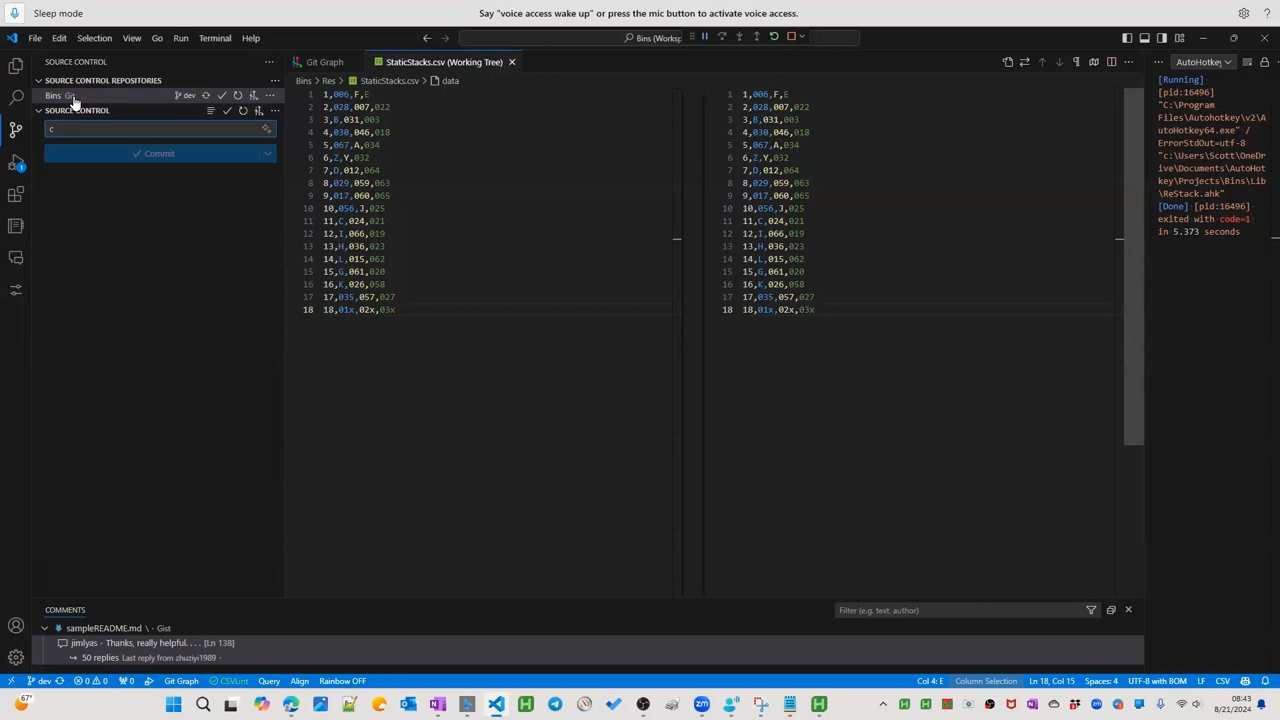 Sleep mode
Say "voice access wake up" or press the mic button to activate voice access.
File Edit Selection View Go Run Terminal Help
Bins (Worksp
SOURCE CONTROL
Git Graph
StaticStacks.csv (Working Tree)
AutoHotkey
SOURCE CONTROL REPOSITORIES
Bins Git
dev
SOURCE CONTROL
c
Commit
Bins > Res > StaticStacks.csv > data
1 1,006,F,E
2 2,028,007,022
3 3,B,031,003
4 4,030,046,018
5 5,067,A,034
6 6,Z,Y,032
7 7,D,012,064
8 8,029,059,063
9 9,017,060,065
10 10,056,J,025
11 11,C,024,021
12 12,I,066,019
13 13,H,036,023
14 14,L,015,062
15 15,G,061,020
16 16,K,026,058
17 17,035,057,027
18 18,01x,02x,03x
1 1,006,F,E
2 2,028,007,022
3 3,B,031,003
4 4,030,046,018
5 5,067,A,034
6 6,Z,Y,032
7 7,D,012,064
8 8,029,059,063
9 9,017,060,065
10 10,056,J,025
11 11,C,024,021
12 12,I,066,019
13 13,H,036,023
14 14,L,015,062
15 15,G,061,020
16 16,K,026,058
17 17,035,057,027
18 18,01x,02x,03x
[Running]
[pid:16496]
"C:\Program
Files\Autohotkey\v2\A
utoHotkey64.exe" /
ErrorStdOut=utf-8
"c:\Users\Scott\OneDr
ive\Documents\AutoHot
key\Projects\Bins\Lib
\ReStack.ahk"
[Done] [pid:16496]
exited with code=1
in 5.373 seconds
1
COMMENTS
Filter (e.g. text, author)
sampleREADME.md \ · Gist
jimlyas · Thanks, really helpful. . . . [Ln 138]
50 replies Last reply from zhuziyi1989 ·
dev
0 0
0
Git Graph
CSVLint
Query
Align
Rainbow OFF
Col 4: E
Column Selection
Ln 18, Col 15
Spaces: 4
UTF-8 with BOM
LF
CSV
67°
08:43
8/21/2024